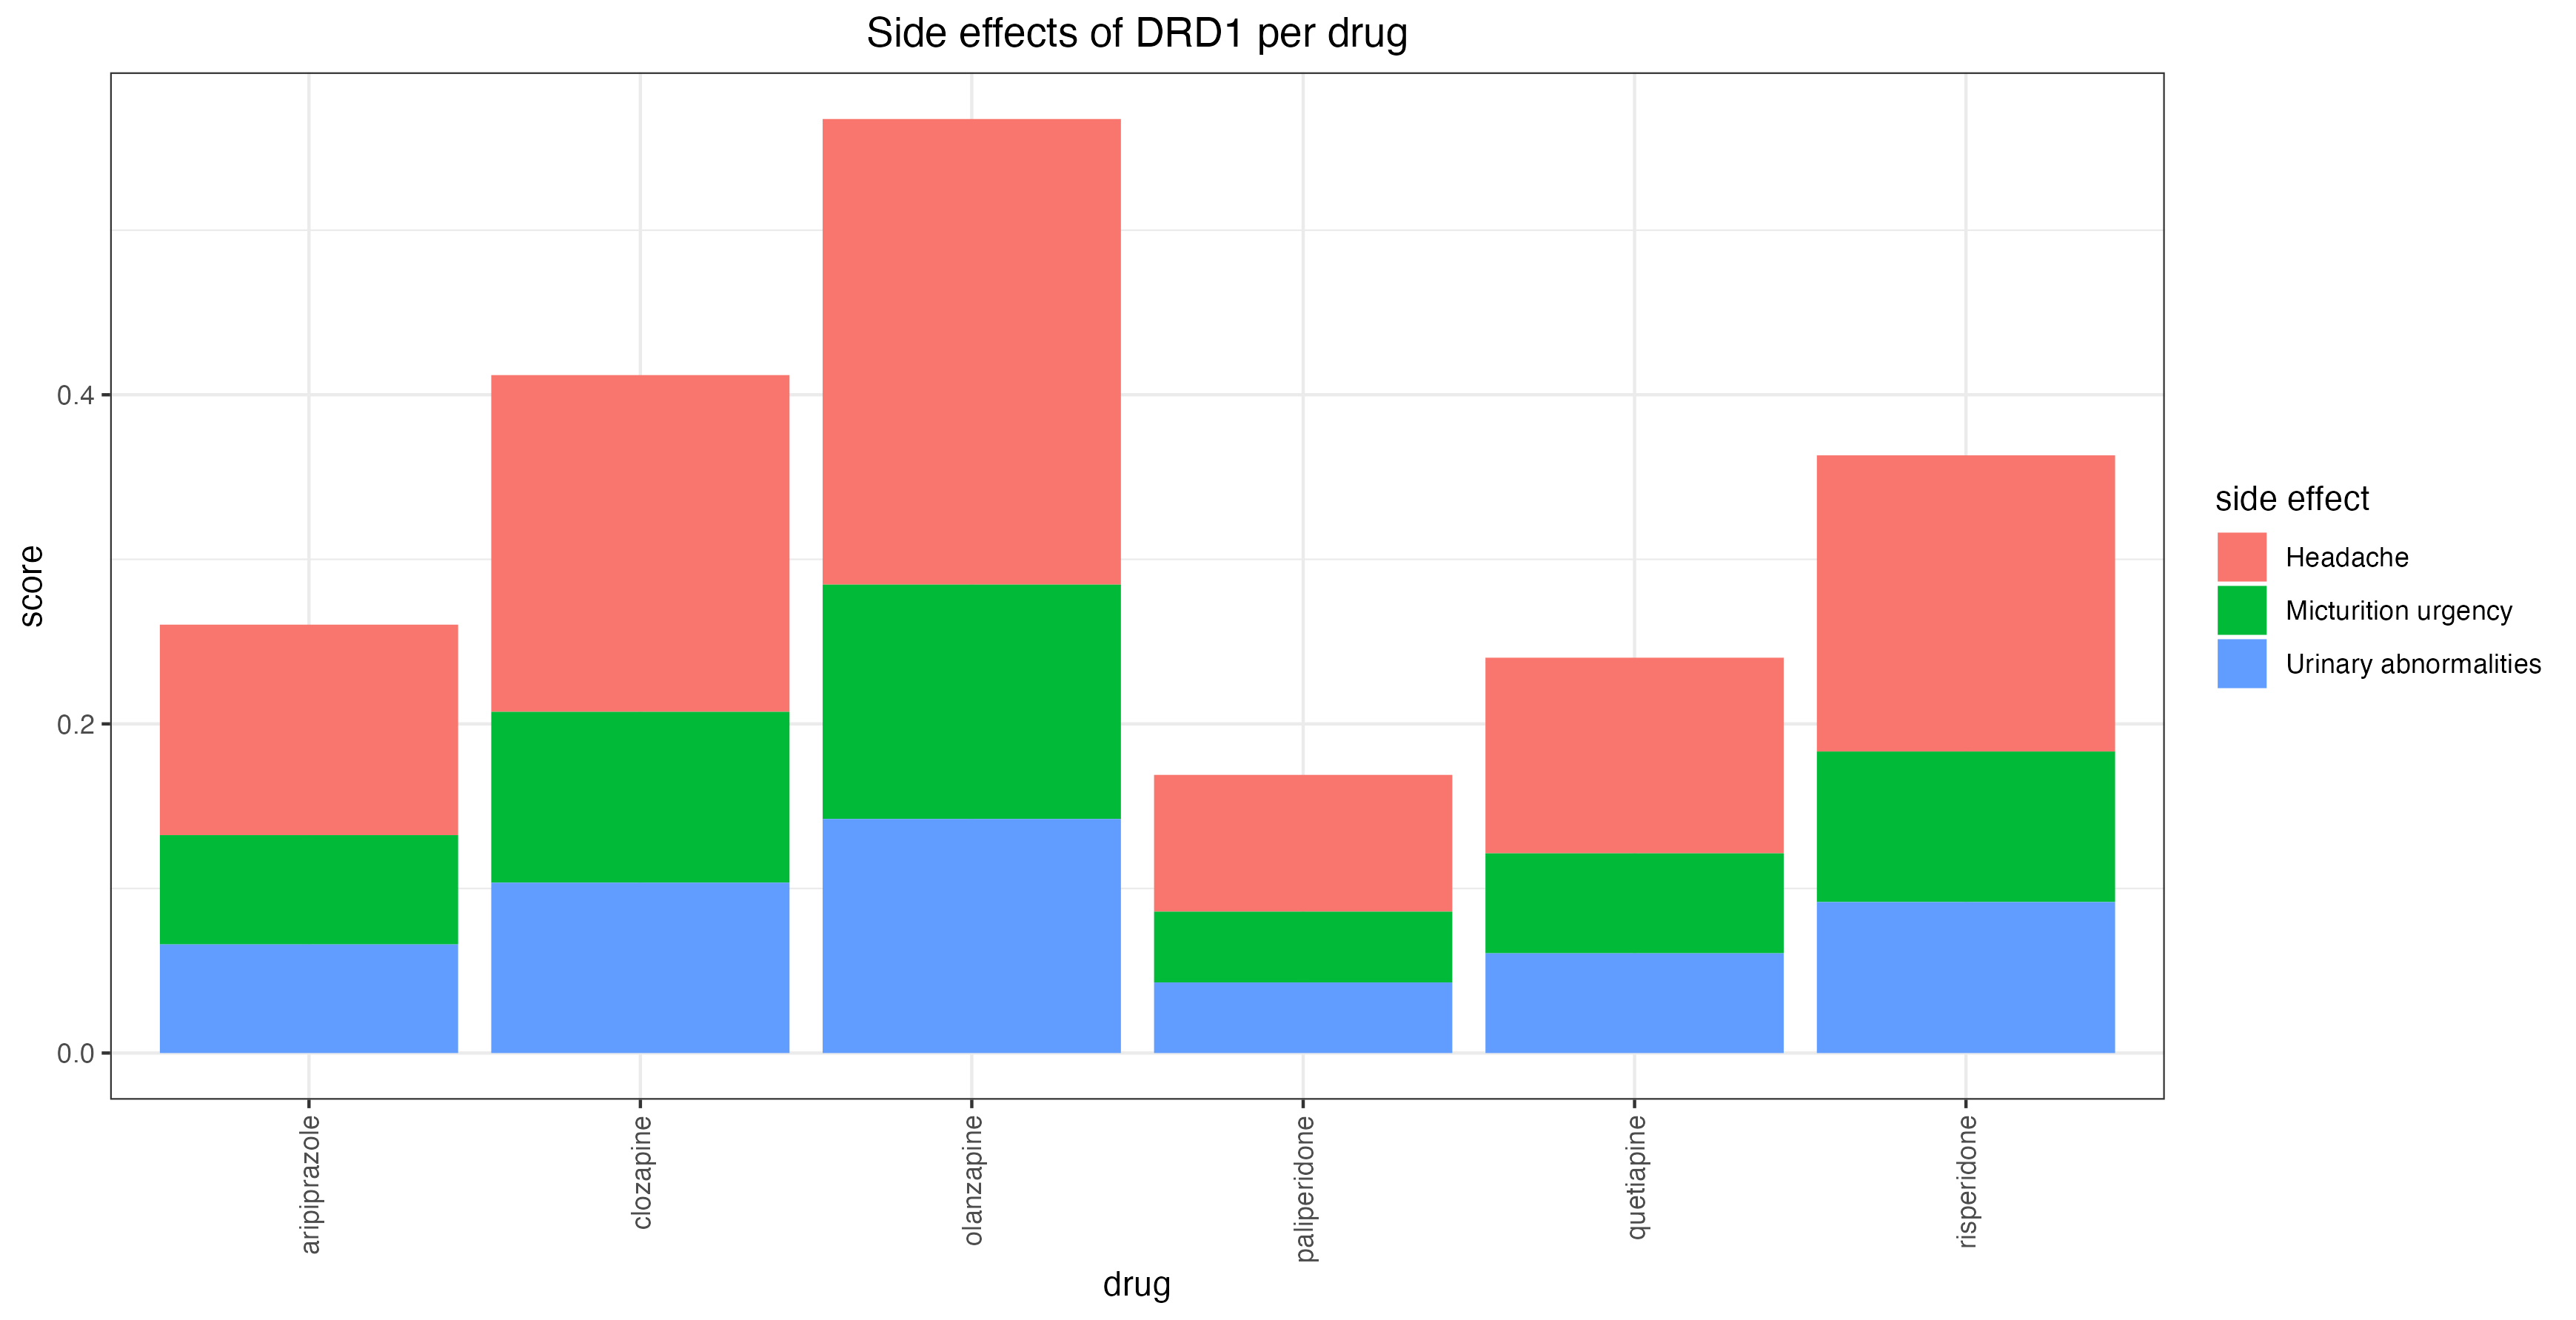 Side effects of DRD1 per drug
score
0.4
0.2
0.0
aripiprazole
clozapine
olanzapine
paliperidone
quetiapine
risperidone
drug
side effect
Headache
Micturition urgency
Urinary abnormalities